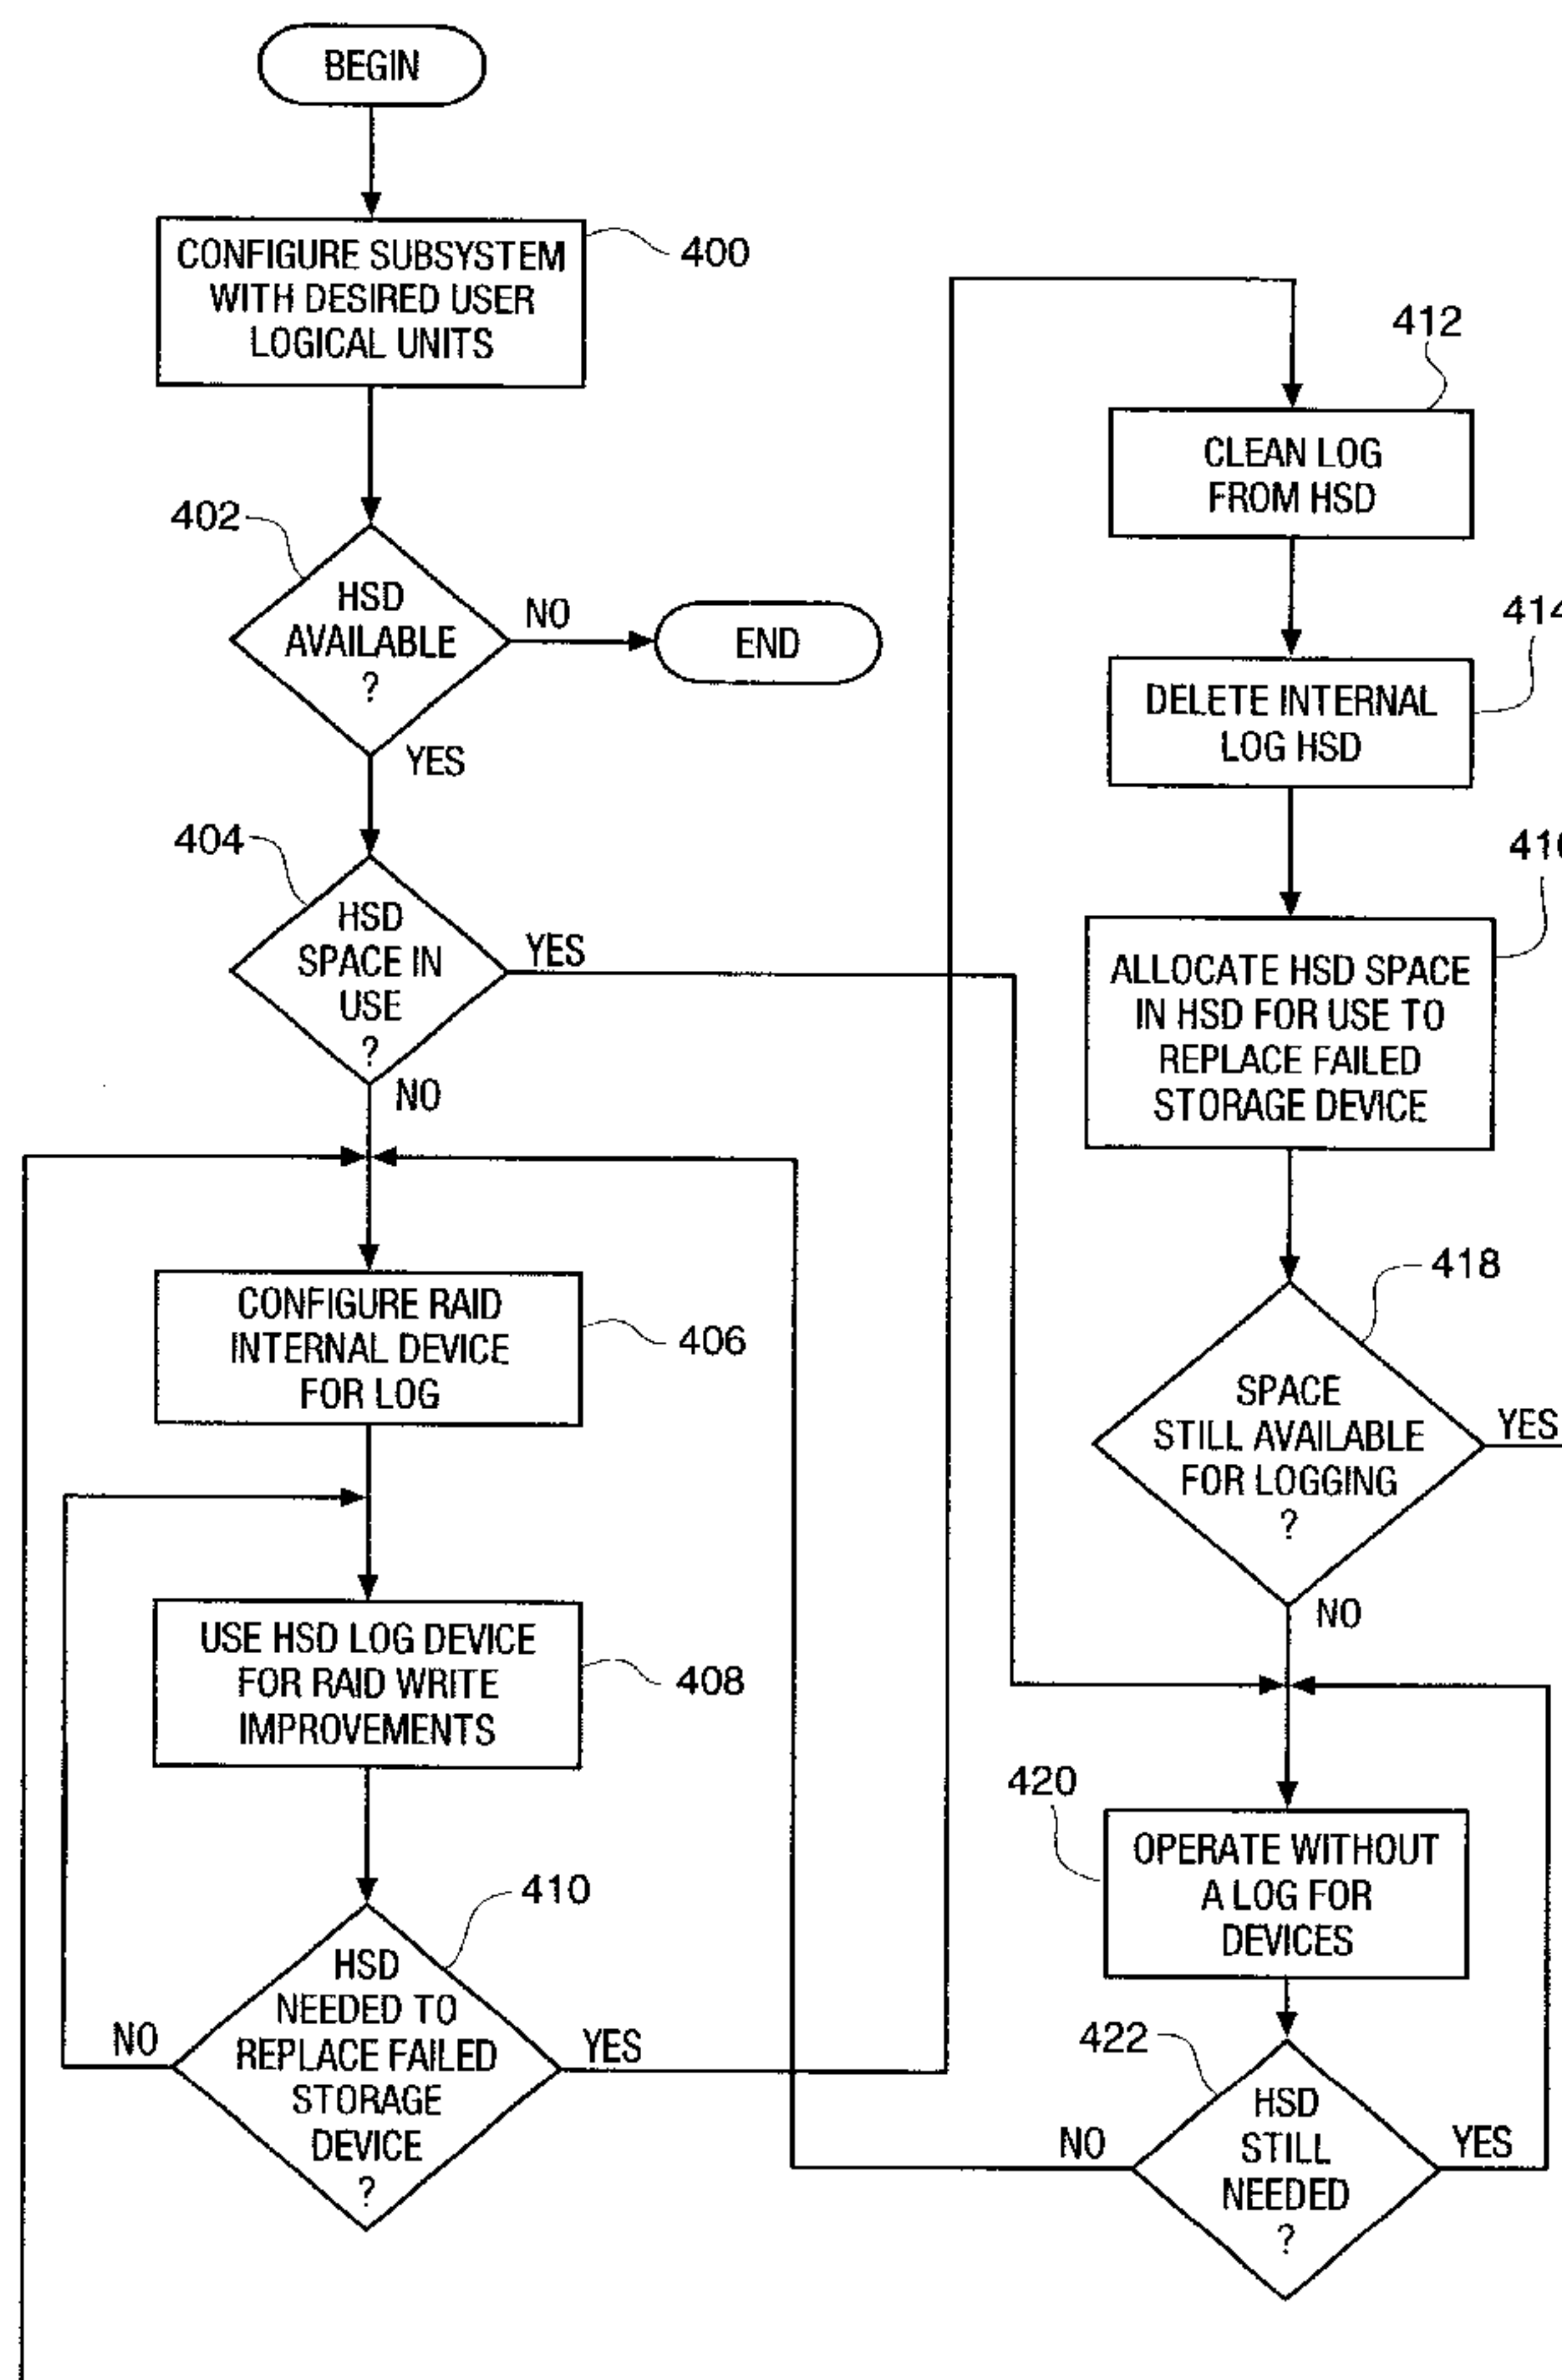 BEGIN
CONFIGURE SUBSYSTEM
WITH DESIRED USER
LOGICAL UNITS
400
402
HSD
AVAILABLE
?
NO
END
YES
404
HSD
SPACE IN
USE
?
YES
NO
CONFIGURE RAID
INTERNAL DEVICE
FOR LOG
406
USE HSD LOG DEVICE
FOR RAID WRITE
IMPROVEMENTS
408
410
HSD
NEEDED TO
REPLACE FAILED
STORAGE
DEVICE
?
NO
YES
412
CLEAN LOG
FROM HSD
414
DELETE INTERNAL
LOG HSD
ALLOCATE HSD SPACE
IN HSD FOR USE TO
REPLACE FAILED
STORAGE DEVICE
418
SPACE
STILL AVAILABLE
FOR LOGGING
?
YES
NO
420
OPERATE WITHOUT
A LOG FOR
DEVICES
422
HSD
STILL
NEEDED
?
NO
YES